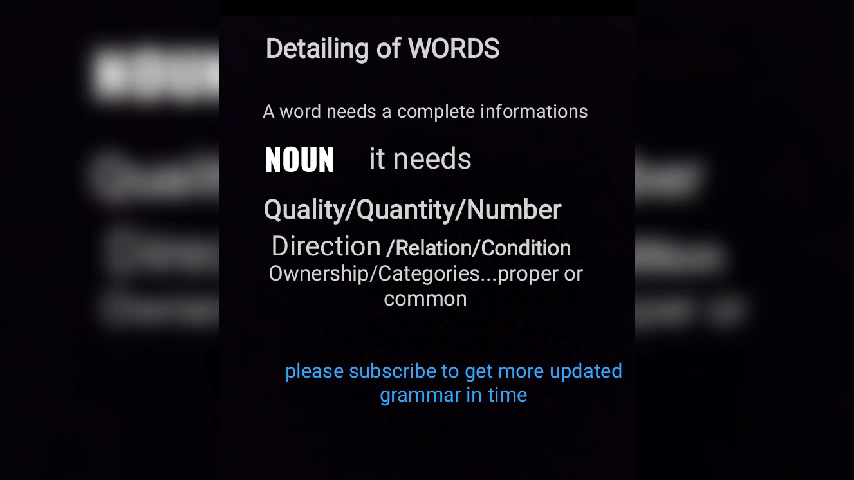 Detailing of WORDS
A word needs a complete informations
NOUN it needs
Quality/Quantity/Number
Direction /Relation/Condition
Ownership/Categories...proper or
common
please subscribe to get more updated
grammar in time